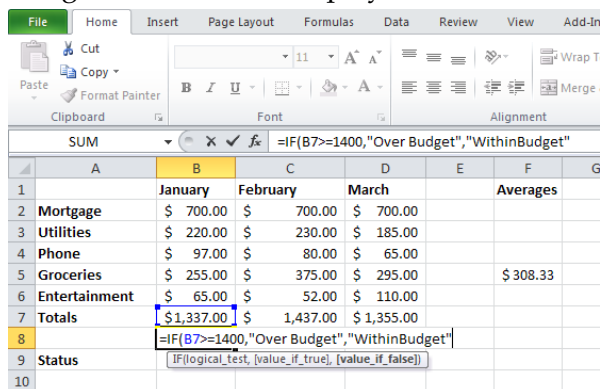 File Home Insert Page Layout Formulas Data Review View Add-In
Cut
Copy
Paste
Format Painter
11 A A
B I U A
Wrap T
Merge
Clipboard Font Alignment
SUM fx =IF(B7>=1400,"Over Budget","WithinBudget"
A B C D E F G
1 January February March Averages
2 Mortgage $ 700.00 $ 700.00 $ 700.00
3 Utilities $ 220.00 $ 230.00 $ 185.00
4 Phone $ 97.00 $ 80.00 $ 65.00
5 Groceries $ 255.00 $ 375.00 $ 295.00 $ 308.33
6 Entertainment $ 65.00 $ 52.00 $ 110.00
7 Totals $1,337.00 $ 1,437.00 $ 1,355.00
8 =IF(B7>=1400,"Over Budget","WithinBudget"
9 Status IF(logical_test, [value_if_true], [value_if_false])
10